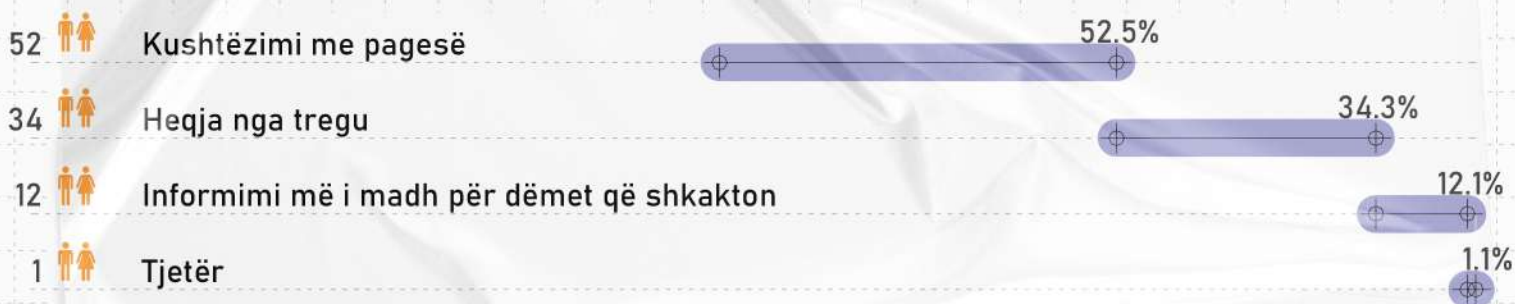 52 Kushtëzimi me pagesë 52.5%
34 Heqja nga tregu 34.3%
12 Informimi më i madh për dëmet që shkakton 12.1%
1 Tjetër 1.1%